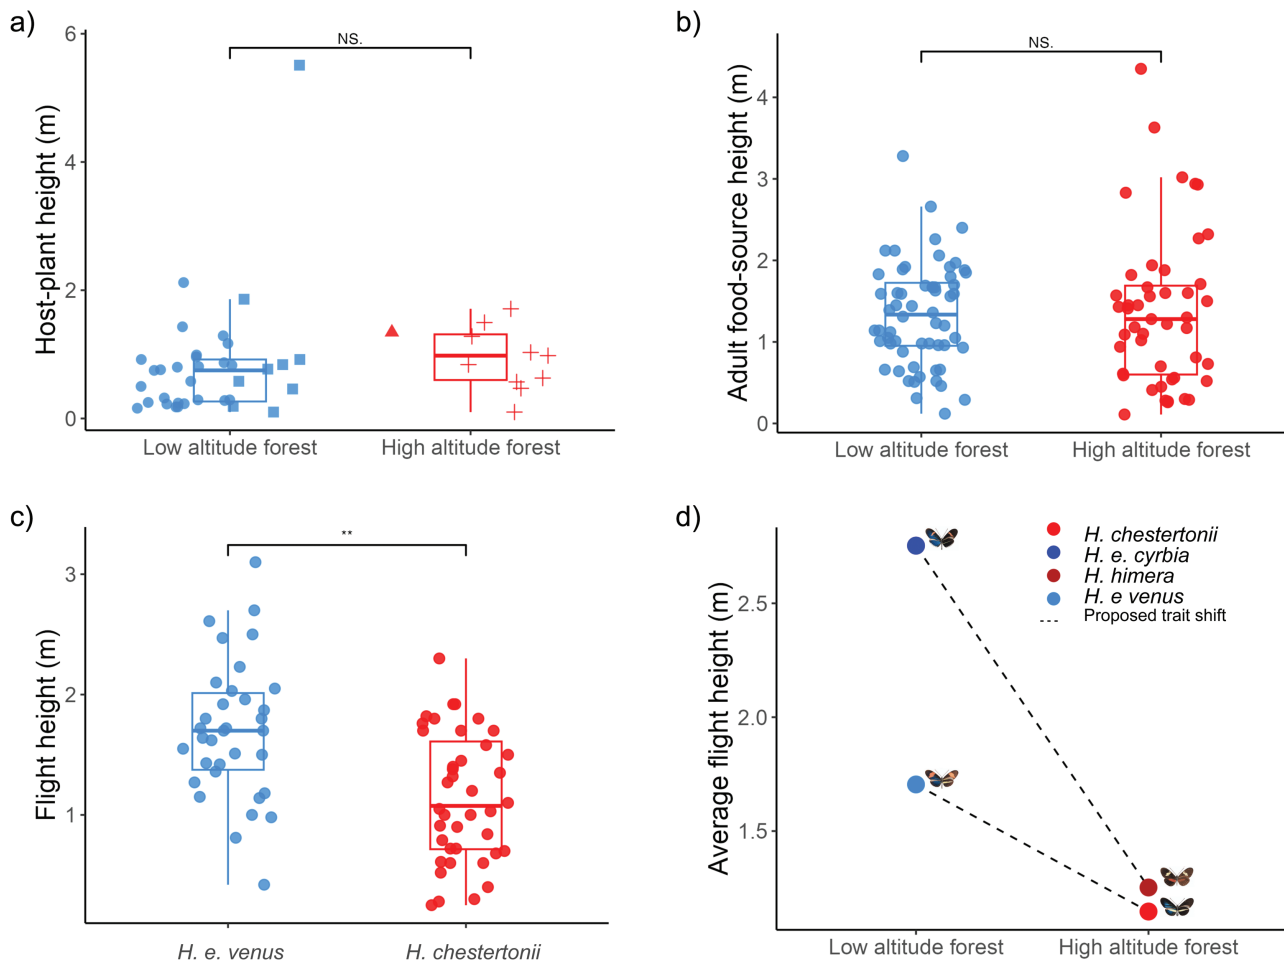 a)
NS.
Host-plant height (m)
6
4
2
0
Low altitude forest
High altitude forest
b)
NS.
Adult food-source height (m)
4
3
2
1
0
Low altitude forest
High altitude forest
c)
**
Flight height (m)
3
2
1
H. e. venus
H. chestertonii
d)
Average flight height (m)
2.5
2.0
1.5
Low altitude forest
High altitude forest
H. chestertonii
H. e. cyrbia
H. himera
H. e venus
Proposed trait shift